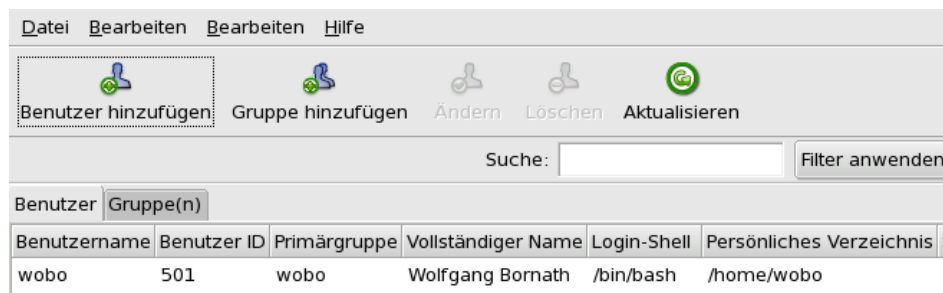 Datei Bearbeiten Bearbeiten Hilfe
Benutzer hinzufügen Gruppe hinzufügen Ändern Löschen Aktualisieren
Suche: Filter anwenden
Benutzer Gruppe(n)
Benutzername Benutzer ID Primärgruppe Vollständiger Name Login-Shell Persönliches Verzeichnis
wobo 501 wobo Wolfgang Bornath /bin/bash /home/wobo